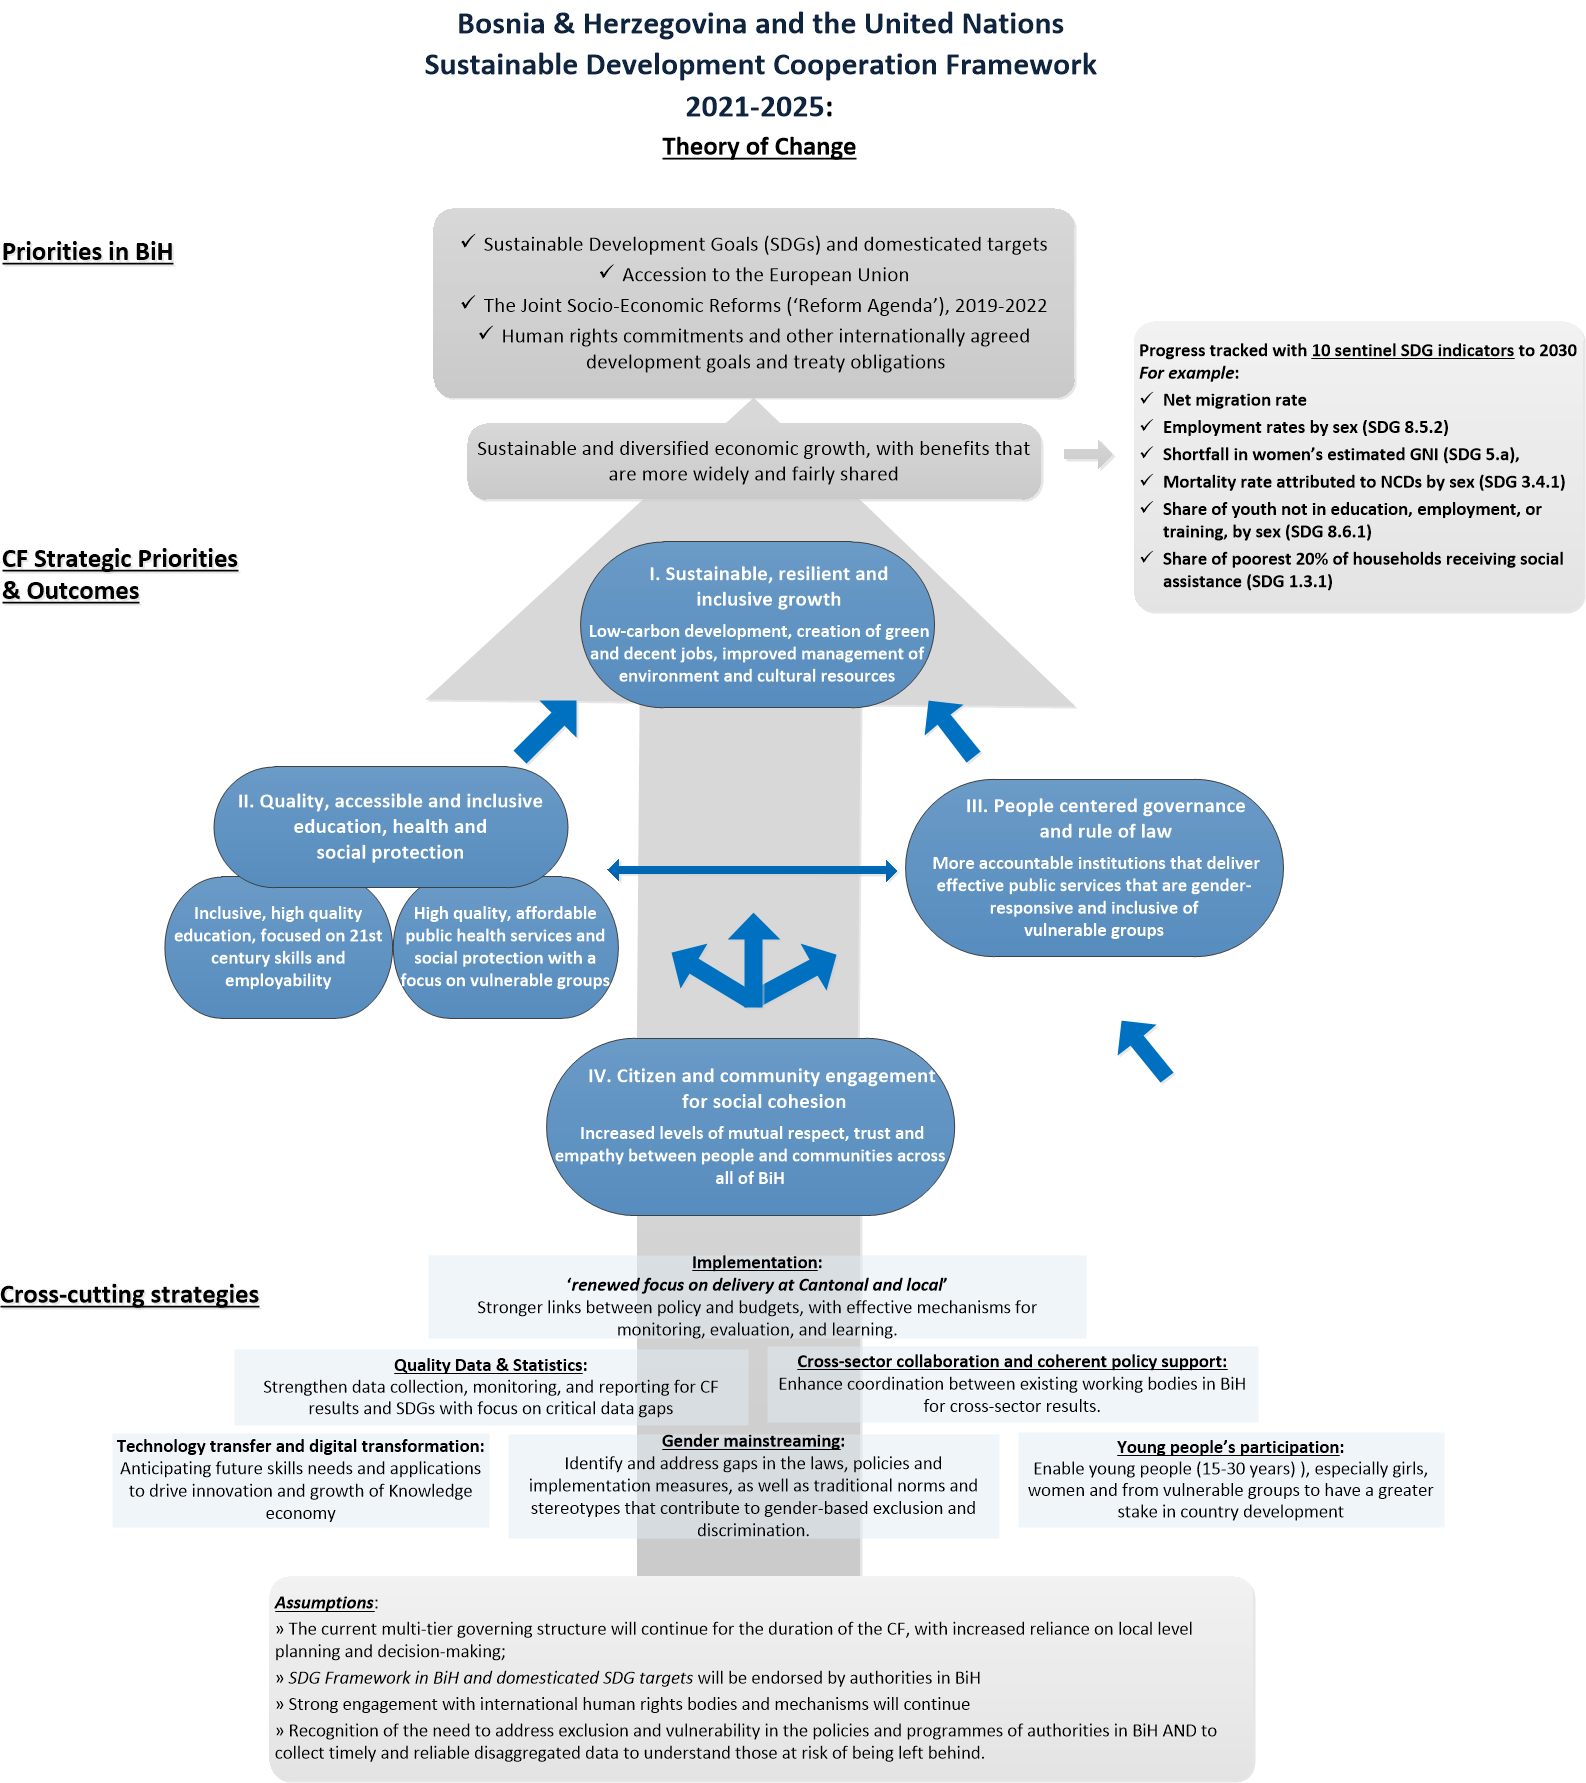 Bosnia & Herzegovina and the United Nations
Sustainable Development Cooperation Framework
2021-2025:
Theory of Change
Priorities in BiH
✓ Sustainable Development Goals (SDGs) and domesticated targets
✓ Accession to the European Union
✓ The Joint Socio-Economic Reforms (‘Reform Agenda’), 2019-2022
✓ Human rights commitments and other internationally agreed
development goals and treaty obligations
Progress tracked with 10 sentinel SDG indicators to 2030
For example:
✓ Net migration rate
✓ Employment rates by sex (SDG 8.5.2)
✓ Shortfall in women’s estimated GNI (SDG 5.a),
✓ Mortality rate attributed to NCDs by sex (SDG 3.4.1)
✓ Share of youth not in education, employment, or
training, by sex (SDG 8.6.1)
✓ Share of poorest 20% of households receiving social
assistance (SDG 1.3.1)
Sustainable and diversified economic growth, with benefits that
are more widely and fairly shared
CF Strategic Priorities
& Outcomes
I. Sustainable, resilient and
inclusive growth
Low-carbon development, creation of green
and decent jobs, improved management of
environment and cultural resources
II. Quality, accessible and inclusive
education, health and
social protection
Inclusive, high quality
education, focused on 21st
century skills and
employability
High quality, affordable
public health services and
social protection with a
focus on vulnerable groups
III. People centered governance
and rule of law
More accountable institutions that deliver
effective public services that are gender-
responsive and inclusive of
vulnerable groups
IV. Citizen and community engagement
for social cohesion
Increased levels of mutual respect, trust and
empathy between people and communities across
all of BiH
Cross-cutting strategies
Implementation:
‘renewed focus on delivery at Cantonal and local’
Stronger links between policy and budgets, with effective mechanisms for
monitoring, evaluation, and learning.
Quality Data & Statistics:
Strengthen data collection, monitoring, and reporting for CF
results and SDGs with focus on critical data gaps
Cross-sector collaboration and coherent policy support:
Enhance coordination between existing working bodies in BiH
for cross-sector results.
Technology transfer and digital transformation:
Anticipating future skills needs and applications
to drive innovation and growth of Knowledge
economy
Gender mainstreaming:
Identify and address gaps in the laws, policies and
implementation measures, as well as traditional norms and
stereotypes that contribute to gender-based exclusion and
discrimination.
Young people’s participation:
Enable young people (15-30 years) ), especially girls,
women and from vulnerable groups to have a greater
stake in country development
Assumptions:
» The current multi-tier governing structure will continue for the duration of the CF, with increased reliance on local level
planning and decision-making;
» SDG Framework in BiH and domesticated SDG targets will be endorsed by authorities in BiH
» Strong engagement with international human rights bodies and mechanisms will continue
» Recognition of the need to address exclusion and vulnerability in the policies and programmes of authorities in BiH AND to
collect timely and reliable disaggregated data to understand those at risk of being left behind.